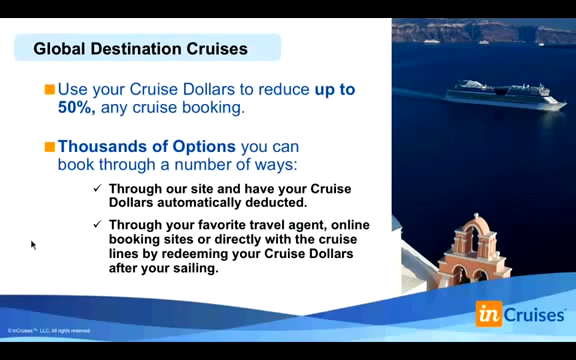 Global Destination Cruises
Use your Cruise Dollars to reduce up to
50%, any cruise booking.
Thousands of Options you can
book through a number of ways:
✓ Through our site and have your Cruise
Dollars automatically deducted.
✓ Through your favorite travel agent, online
booking sites or directly with the cruise
lines by redeeming your Cruise Dollars
after your sailing.
inCruises™
© inCruises™ LLC. All rights reserved